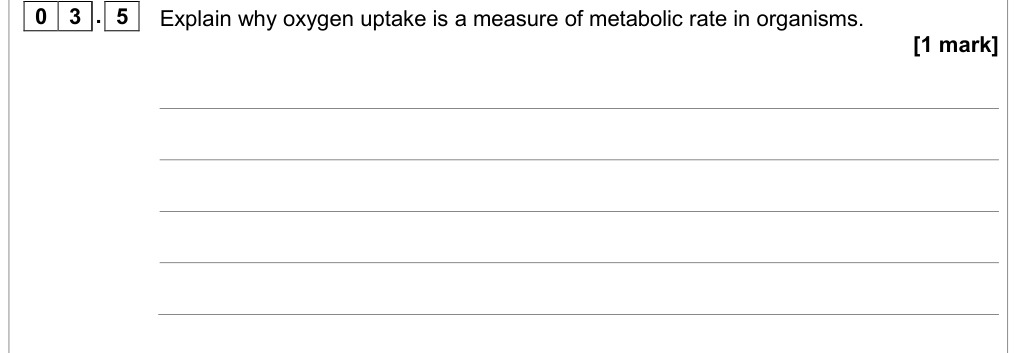 0 3 . 5 Explain why oxygen uptake is a measure of metabolic rate in organisms.
[1 mark]